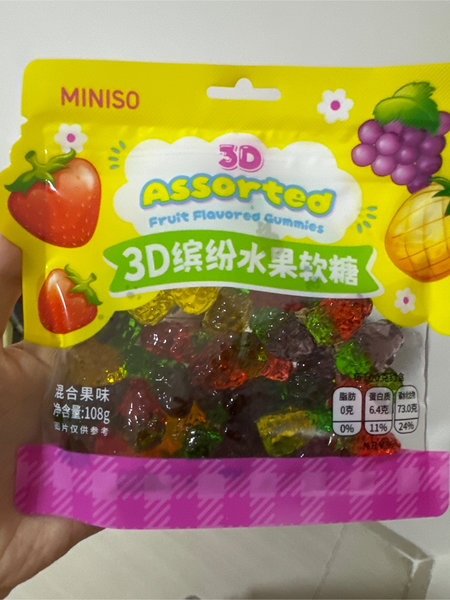 MINISO
3D
Assorted
Fruit Flavored Gummies
3D缤纷水果软糖
混合果味
净含量:108g
图片仅供参考
脂肪 蛋白质 碳水化合物
0克 6.4克 73.0克
0% 11% 24%